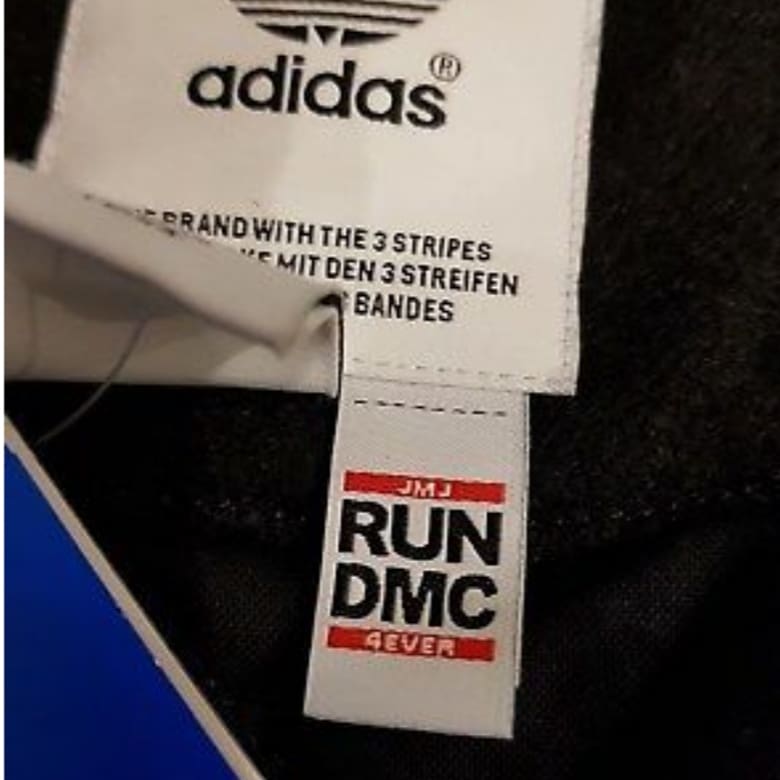 adidas®
BRAND WITH THE 3 STRIPES
MIT DEN 3 STREIFEN
BANDES
JMJ
RUN
DMC
4EVER